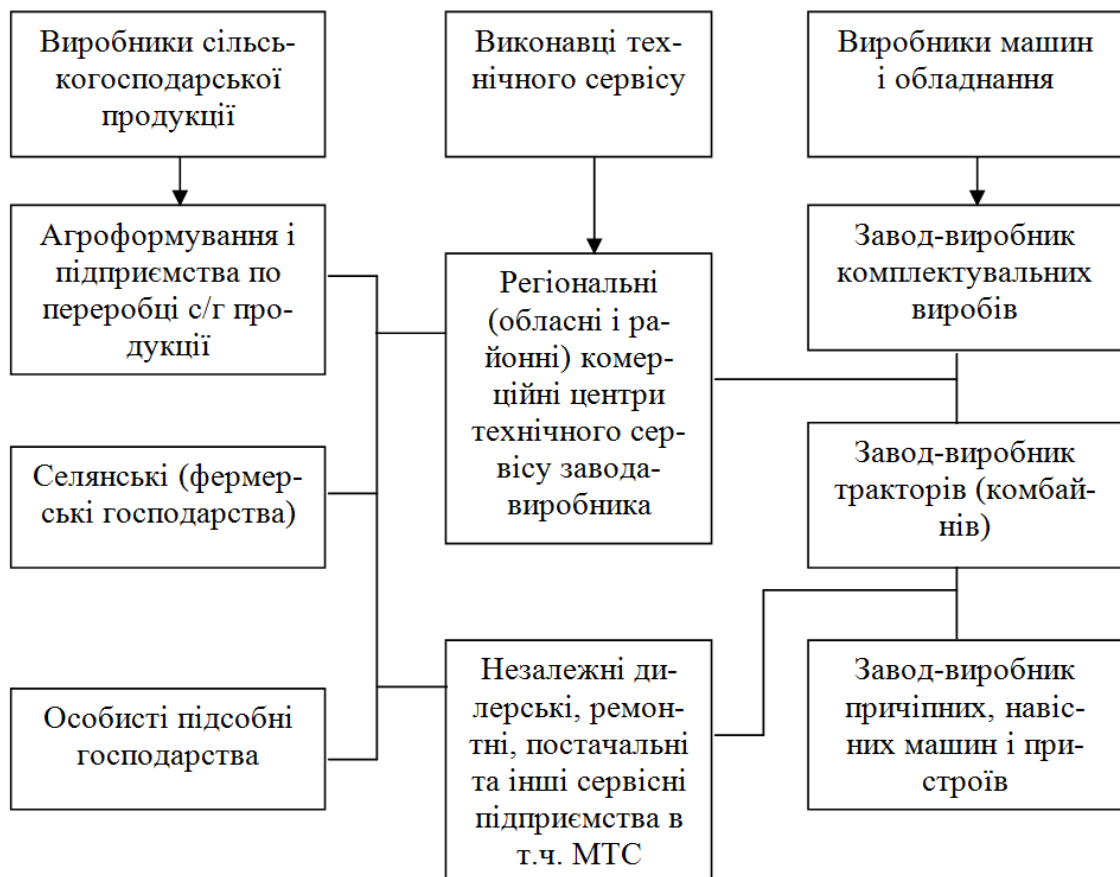 Виробники сільсь-
когосподарської
продукції
Виконавці тех-
нічного сервісу
Виробники машин
і обладнання
Агроформування і
підприємства по
переробці с/г про-
дукції
Регіональні
(обласні і ра-
йонні) комер-
ційні центри
технічного сер-
вісу завода-
виробника
Завод-виробник
комплектувальних
виробів
Селянські (фермер-
ські господарства)
Завод-виробник
тракторів (комбай-
нів)
Особисті підсобні
господарства
Незалежні ди-
лерські, ремон-
тні, постачальні
та інші сервісні
підприємства в
т.ч. МТС
Завод-виробник
причіпних, навіс-
них машин і при-
строїв